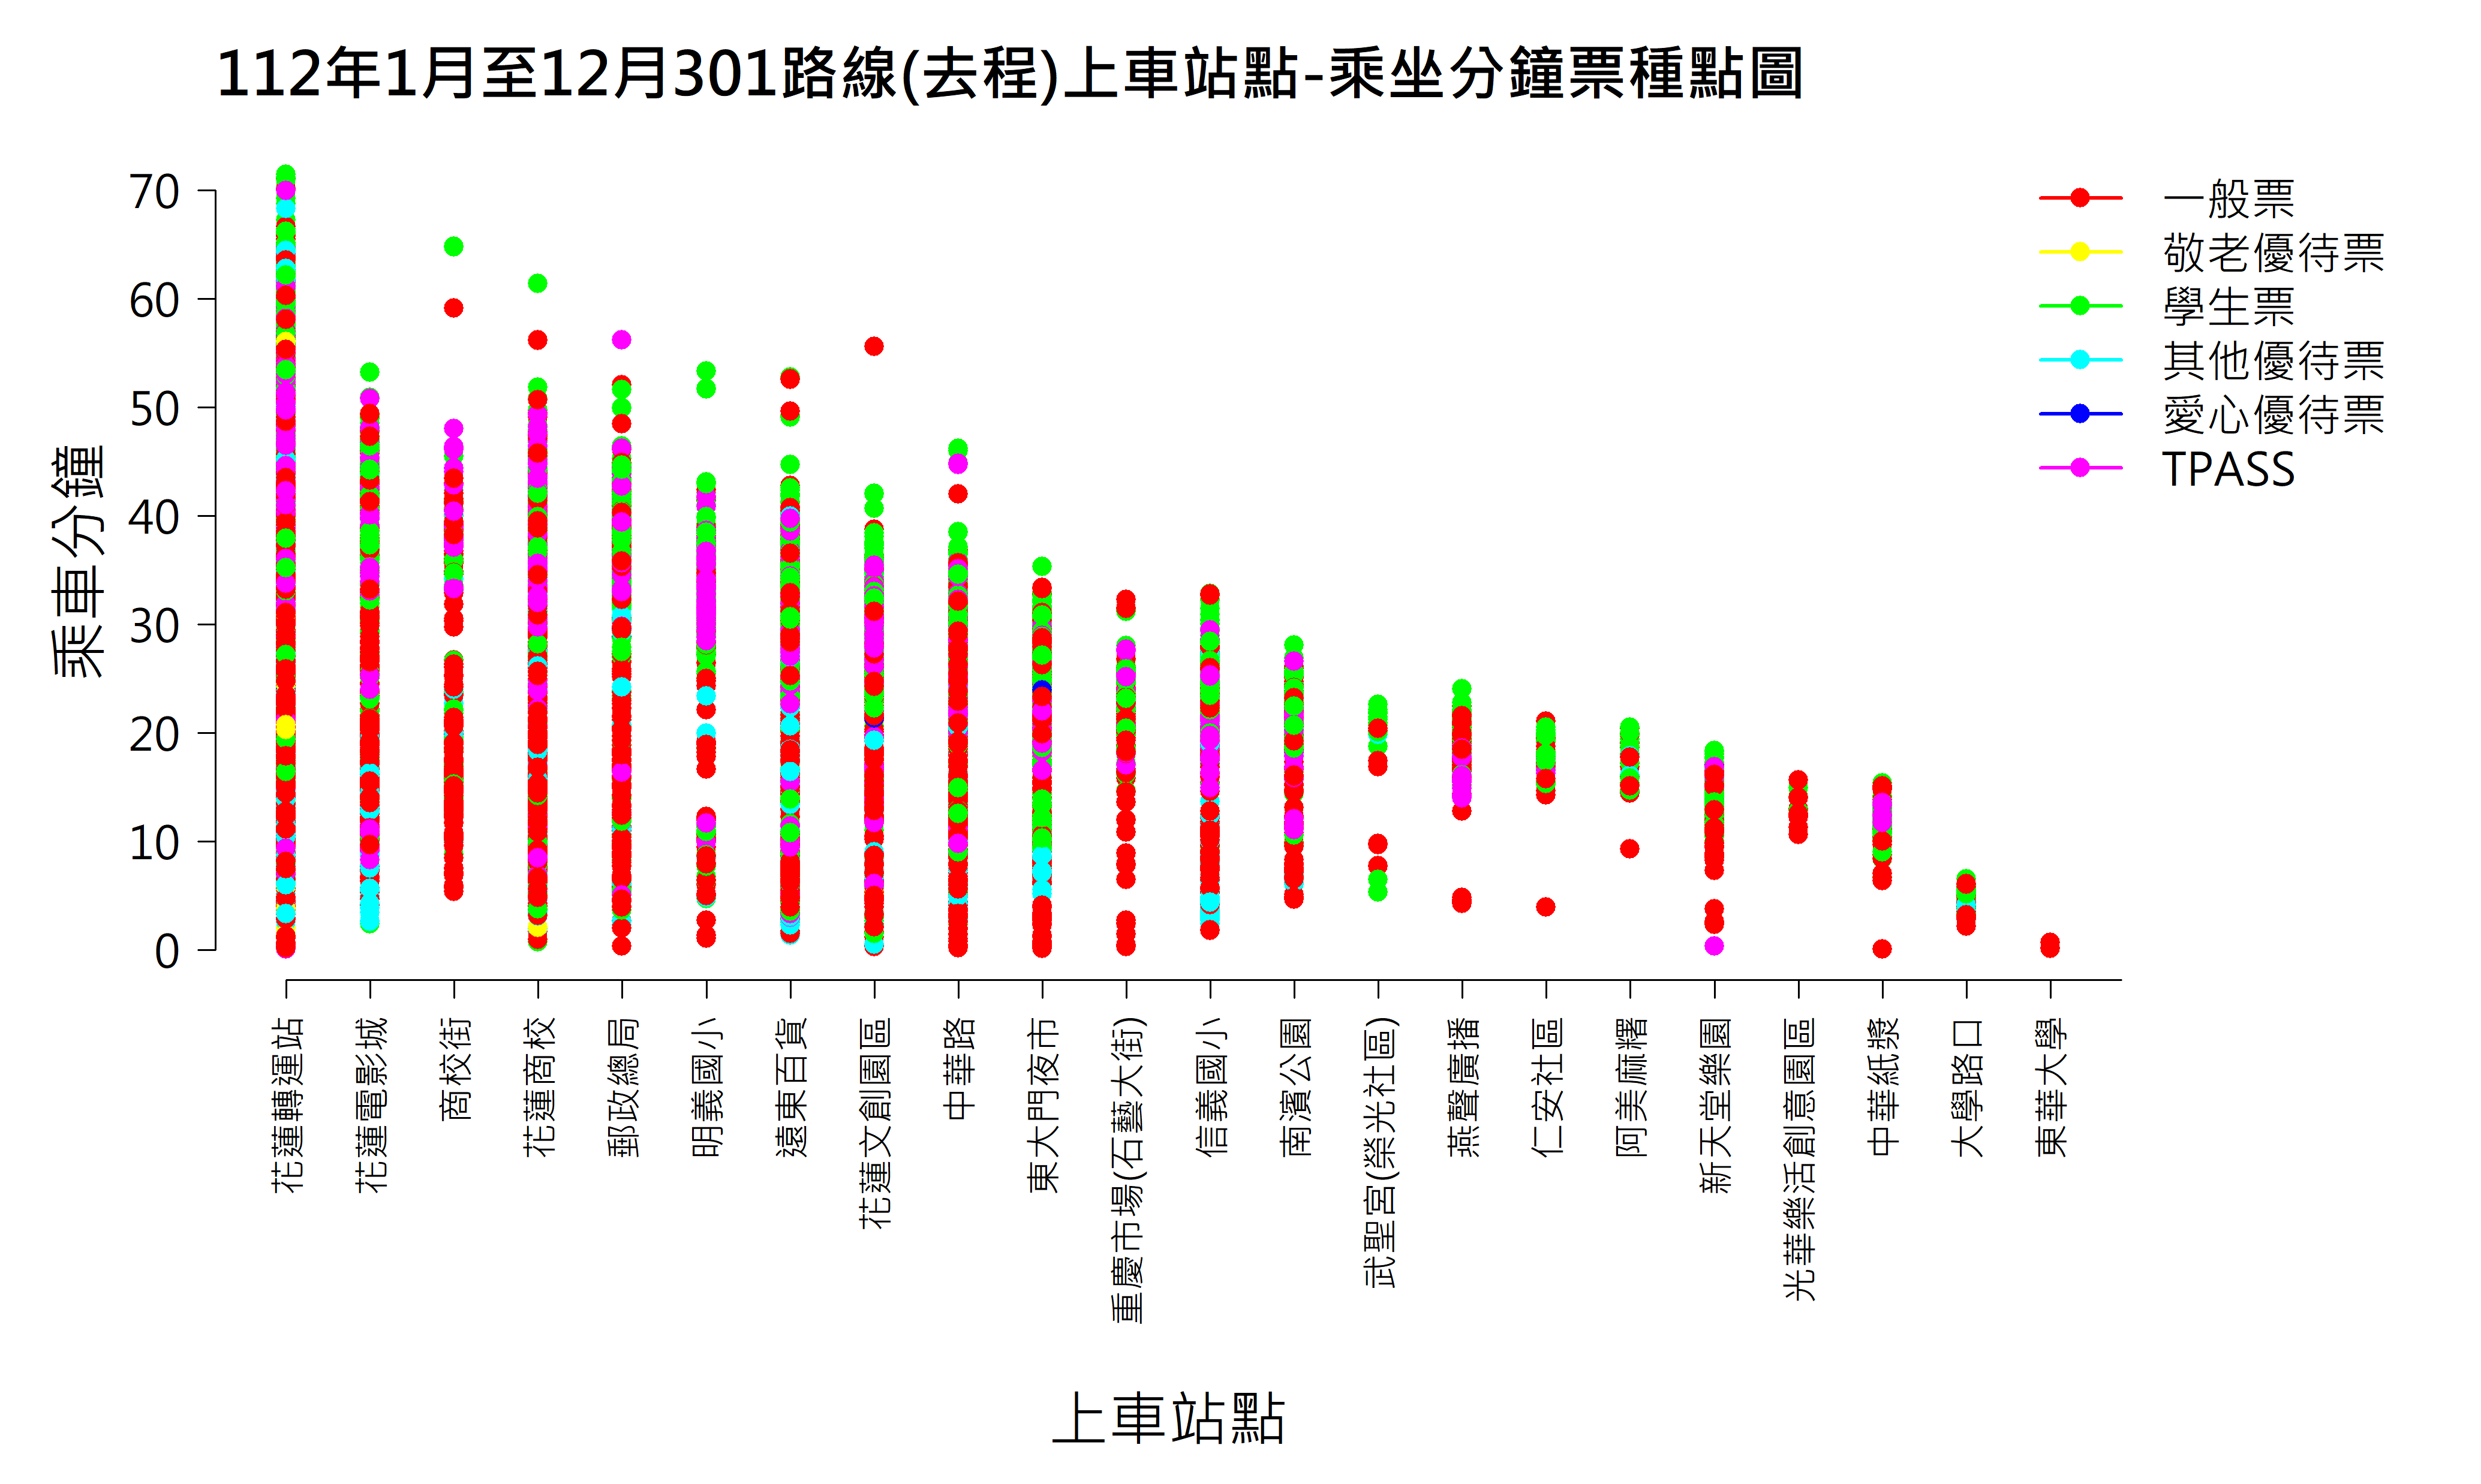 112年1月至12月301路線(去程)上車站點-乘坐分鐘票種點圖
一般票
敬老優待票
學生票
其他優待票
愛心優待票
TPASS
乘車分鐘
70
60
50
40
30
20
10
0
花蓮轉運站
花蓮電影城
商校街
花蓮商校
郵政總局
明義國小
遠東百貨
花蓮文創園區
中華路
東大門夜市
重慶市場(石藝大街)
信義國小
南濱公園
武聖宮(榮光社區)
燕聲廣播
仁安社區
阿美麻糬
新天堂樂園
光華樂活創意園區
中華紙漿
大學路口
東華大學
上車站點